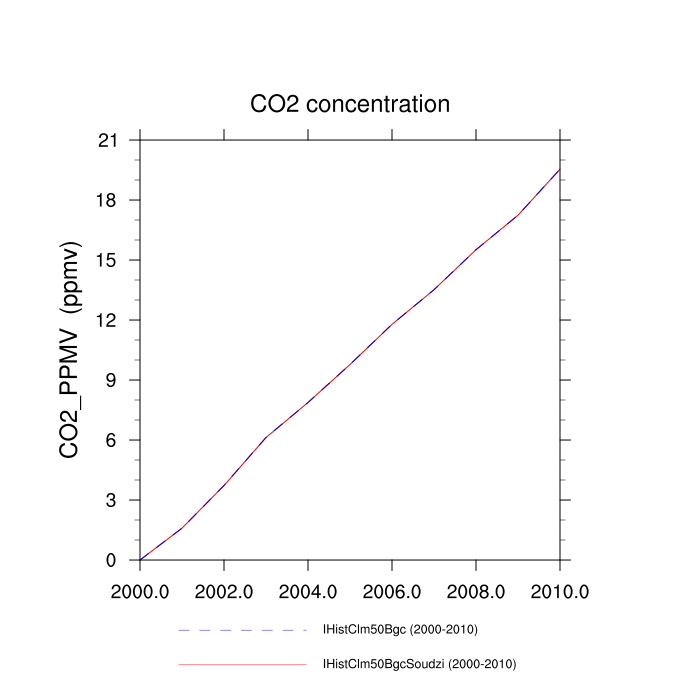 CO2 concentration
CO2_PPMV (ppmv)
21
18
15
12
9
6
3
0
2000.0 2002.0 2004.0 2006.0 2008.0 2010.0
IHistClm50Bgc (2000-2010)
IHistClm50BgcSoudzi (2000-2010)